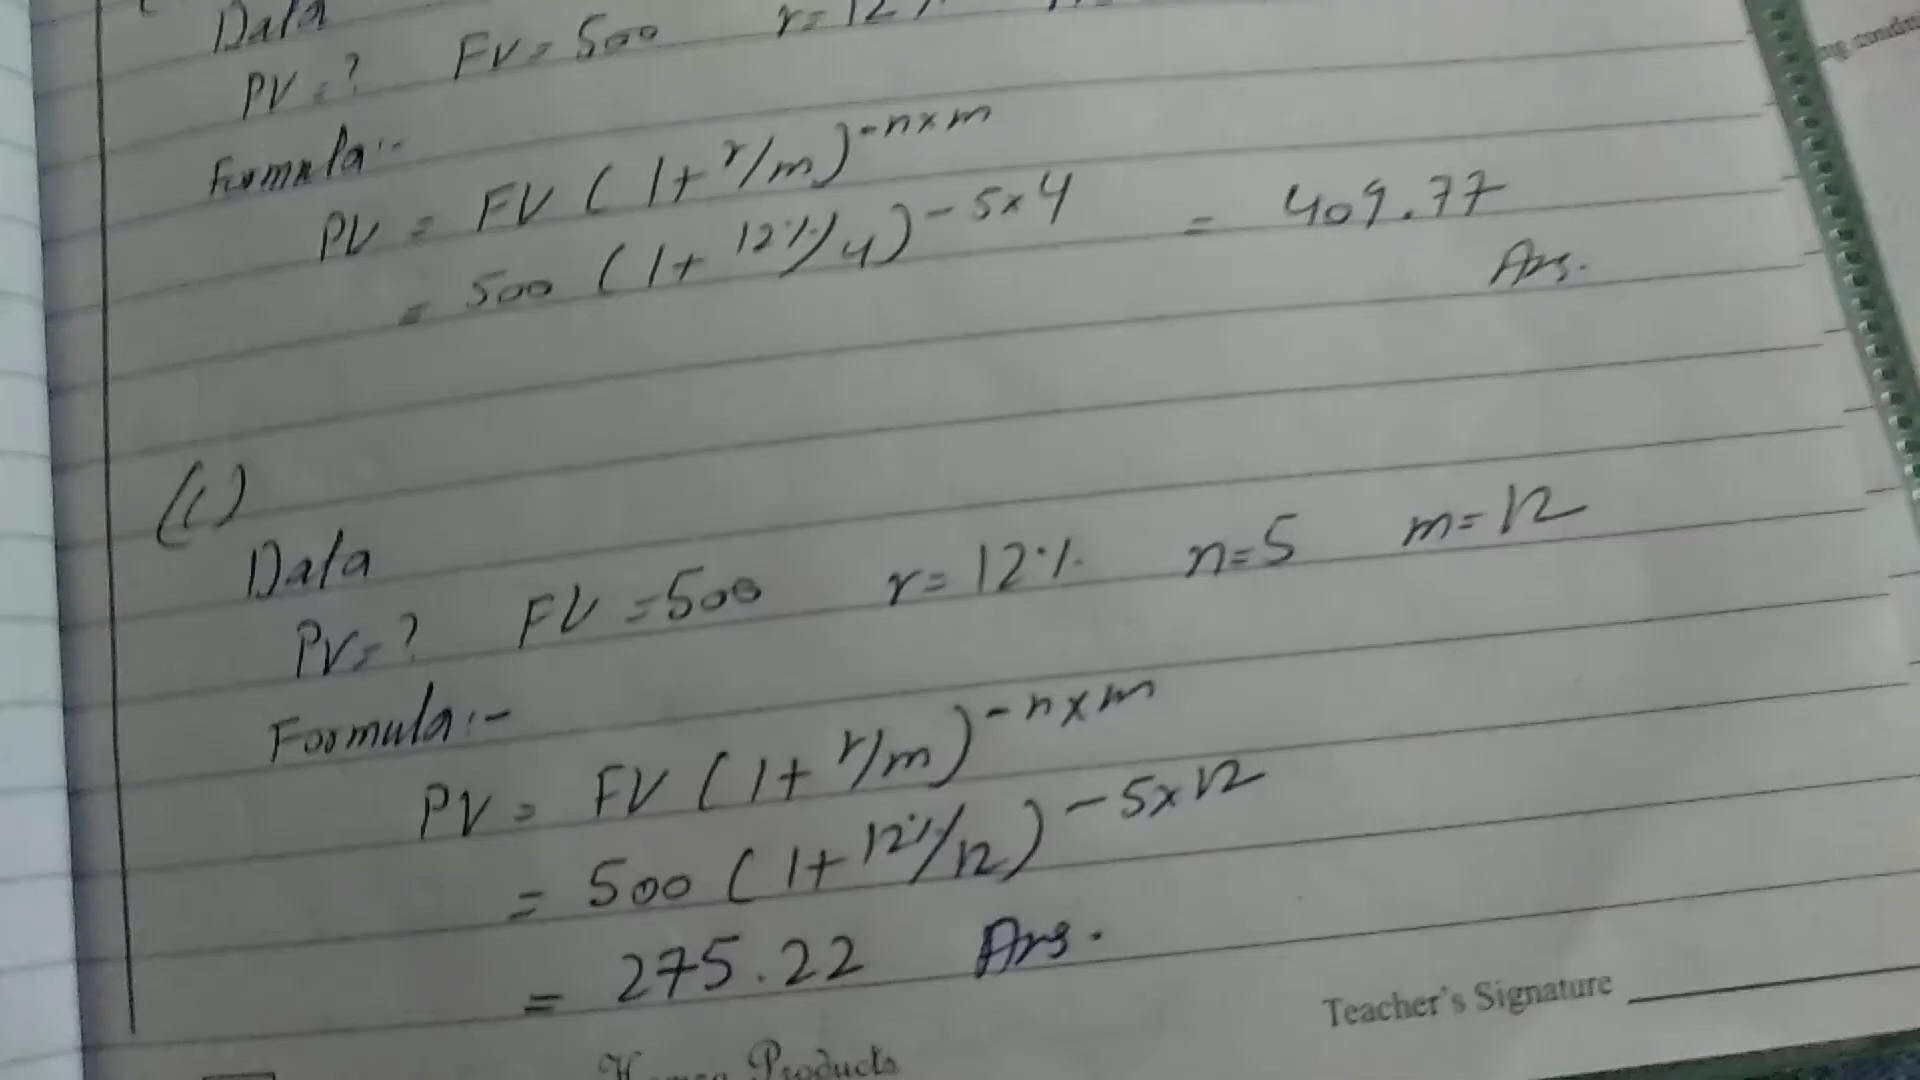 Data
PV = ? FV = 500 r = 12%
Formula:-
PV = FV (1 + r/m)^-n×m
= 500 (1 + 12%/4)^-5×4 = 409.77
Ans.
(c)
Data
PV = ? FV = 500 r = 12% n = 5 m = 12
Formula:-
PV = FV (1 + r/m)^-n×m
= 500 (1 + 12%/12)^-5×12
= 275.22 Ans.
Teacher's Signature
Products